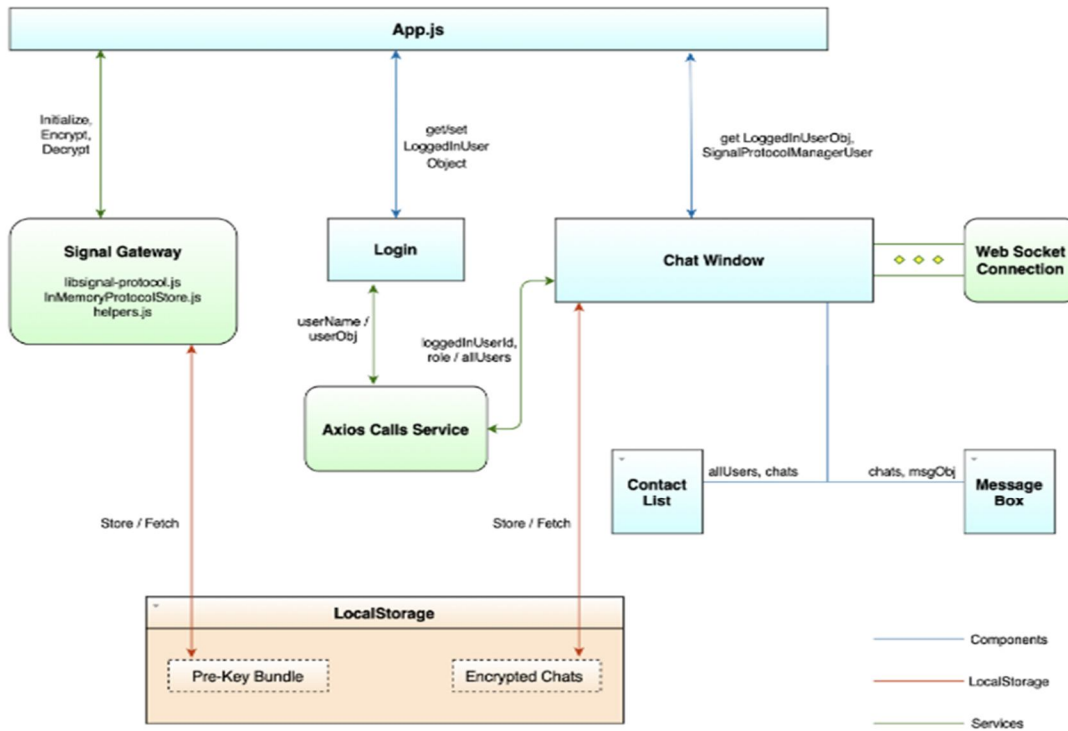 App.js
Initialize,
Encrypt,
Decrypt
get/set
LoggedInUser
Object
get LoggedInUserObj,
SignalProtocolManagerUser
Signal Gateway
libsignal-protocol.js
InMemoryProtocolStore.js
helpers.js
Login
Chat Window
Web Socket
Connection
userName /
userObj
loggedInUserId,
role / allUsers
Axios Calls Service
Contact
List
allUsers, chats
chats, msgObj
Message
Box
Store / Fetch
Store / Fetch
LocalStorage
Pre-Key Bundle
Encrypted Chats
Components
LocalStorage
Services